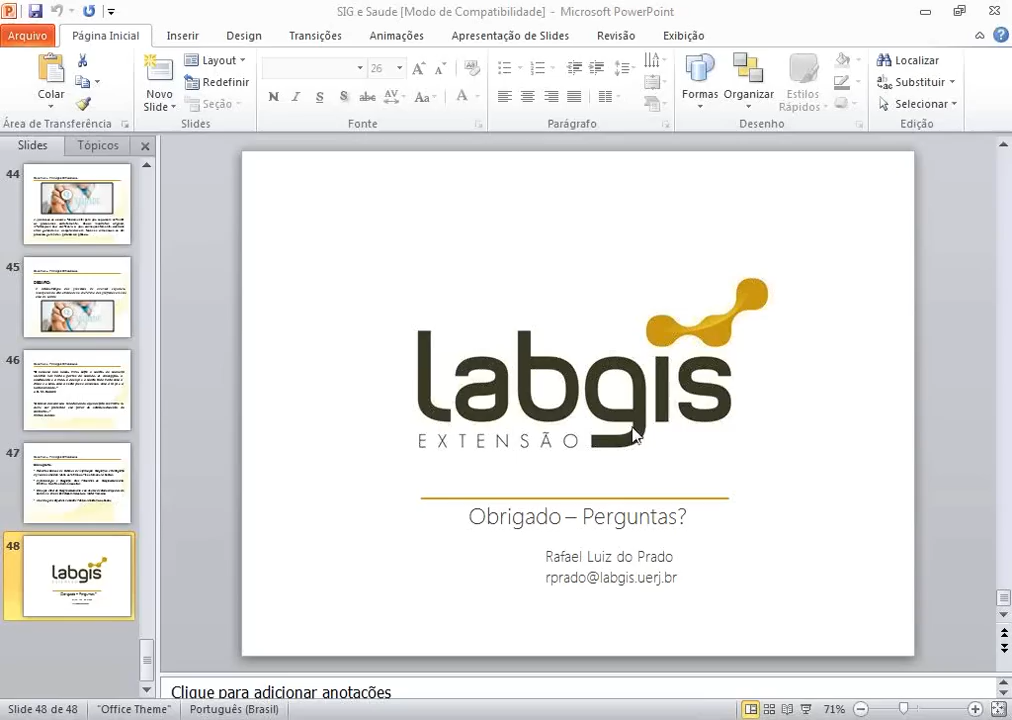 SIG e Saude [Modo de Compatibilidade] - Microsoft PowerPoint
Arquivo Página Inicial Inserir Design Transições Animações Apresentação de Slides Revisão Exibição
Colar
Área de Transferência
Novo Slide
Layout
Redefinir
Seção
Slides
26
N I S S abc AV Aa A
Fonte
Parágrafo
Formas Organizar Estilos Rápidos
Desenho
Localizar
Substituir
Selecionar
Edição
Slides Tópicos
44
45
46
47
48
labgis
EXTENSÃO
Obrigado – Perguntas?
Rafael Luiz do Prado
rprado@labgis.uerj.br
Clique para adicionar anotações
Slide 48 de 48 "Office Theme" Português (Brasil) 71%